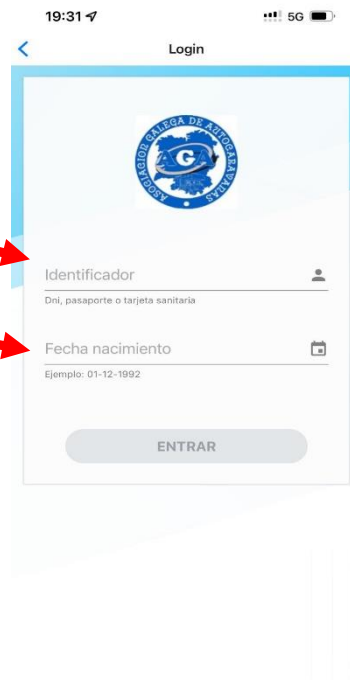 19:31
5G
Login
ASOCIACION GALEGA DE AUTOCARAVANAS
AGA
Identificador
Dni, pasaporte o tarjeta sanitaria
Fecha nacimiento
Ejemplo: 01-12-1992
ENTRAR